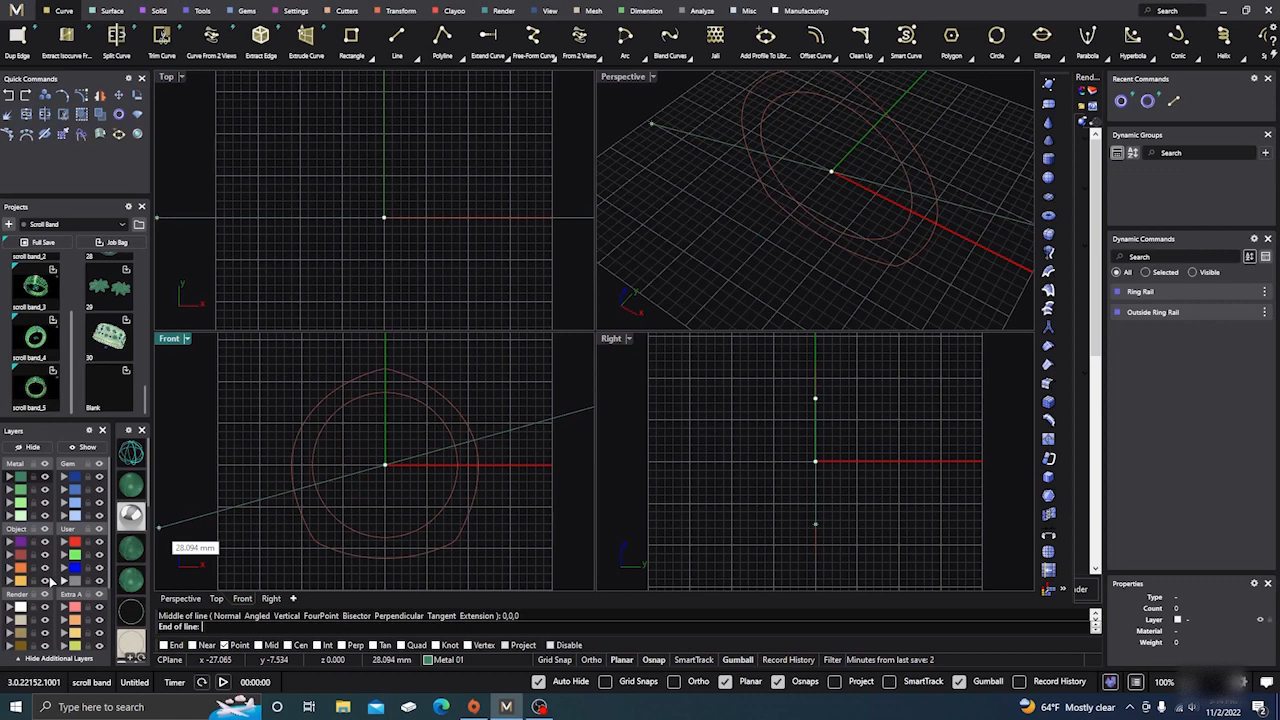 Curve Surface Solid Tools Gems Settings Cutters Transform Clayoo Render View Mesh Dimension Analyze Misc Manufacturing Search
Dup Edge Extract Isocurve Fr... Split Curve Trim Curve Curve From 2 Views Extract Edge Extrude Curve Rectangle Line Polyline Extend Curve Free-Form Curve From 2 Views Arc Blend Curves Jali Add Profile To Libr... Offset Curve Clean Up Smart Curve Polygon Circle Ellipse Parabola Hyperbola Conic Helix Sp
Quick Commands
Top
Perspective
Rend...
Recent Commands
Dynamic Groups
Search
Projects
Scroll Band
Full Save Job Bag
scroll_2 28
scroll band_3 29
scroll band_4 30
scroll band_5 Blank
Dynamic Commands
Search
All Selected Visible
Ring Rail
Outside Ring Rail
y
x
z
y
x
Front
Right
28.094 mm
x
y
Layers
Hide Show
Metal Gem
Object User
Render Extra A
Hide Additional Layers
Perspective Top Front Right
der
Properties
Type -
Count 0
Layer -
Material -
Weight 0
Middle of line ( Normal Angled Vertical FourPoint Bisector Perpendicular Tangent Extension ): 0,0,0
End of line:
End Near Point Mid Cen Int Perp Tan Quad Knot Vertex Project Disable
CPlane x -27.065 y -7.534 z 0.000 28.094 mm Metal 01 Grid Snap Ortho Planar Osnap SmartTrack Gumball Record History Filter Minutes from last save: 2
3.0.22152.1001 scroll band Untitled Timer 00:00:00 Auto Hide Grid Snaps Ortho Planar Osnaps Project SmartTrack Gumball Record History 100%
Type here to search
64°F Mostly clear
11/2/2022
2